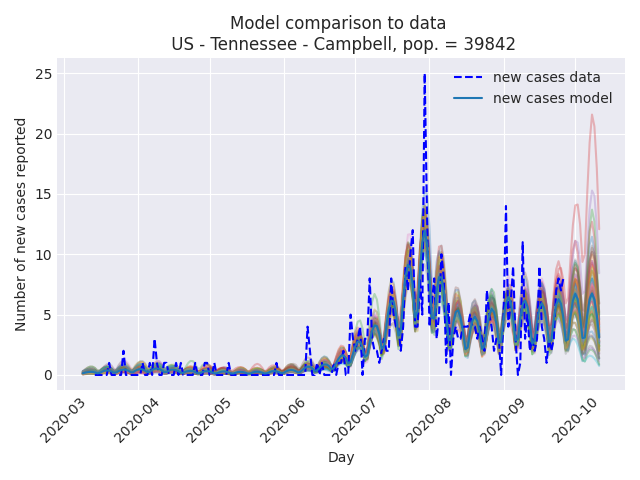 Model comparison to data
US - Tennessee - Campbell, pop. = 39842
25
20
15
10
5
0
Number of new cases reported
new cases data
new cases model
2020-03
2020-04
2020-05
2020-06
2020-07
2020-08
2020-09
2020-10
Day